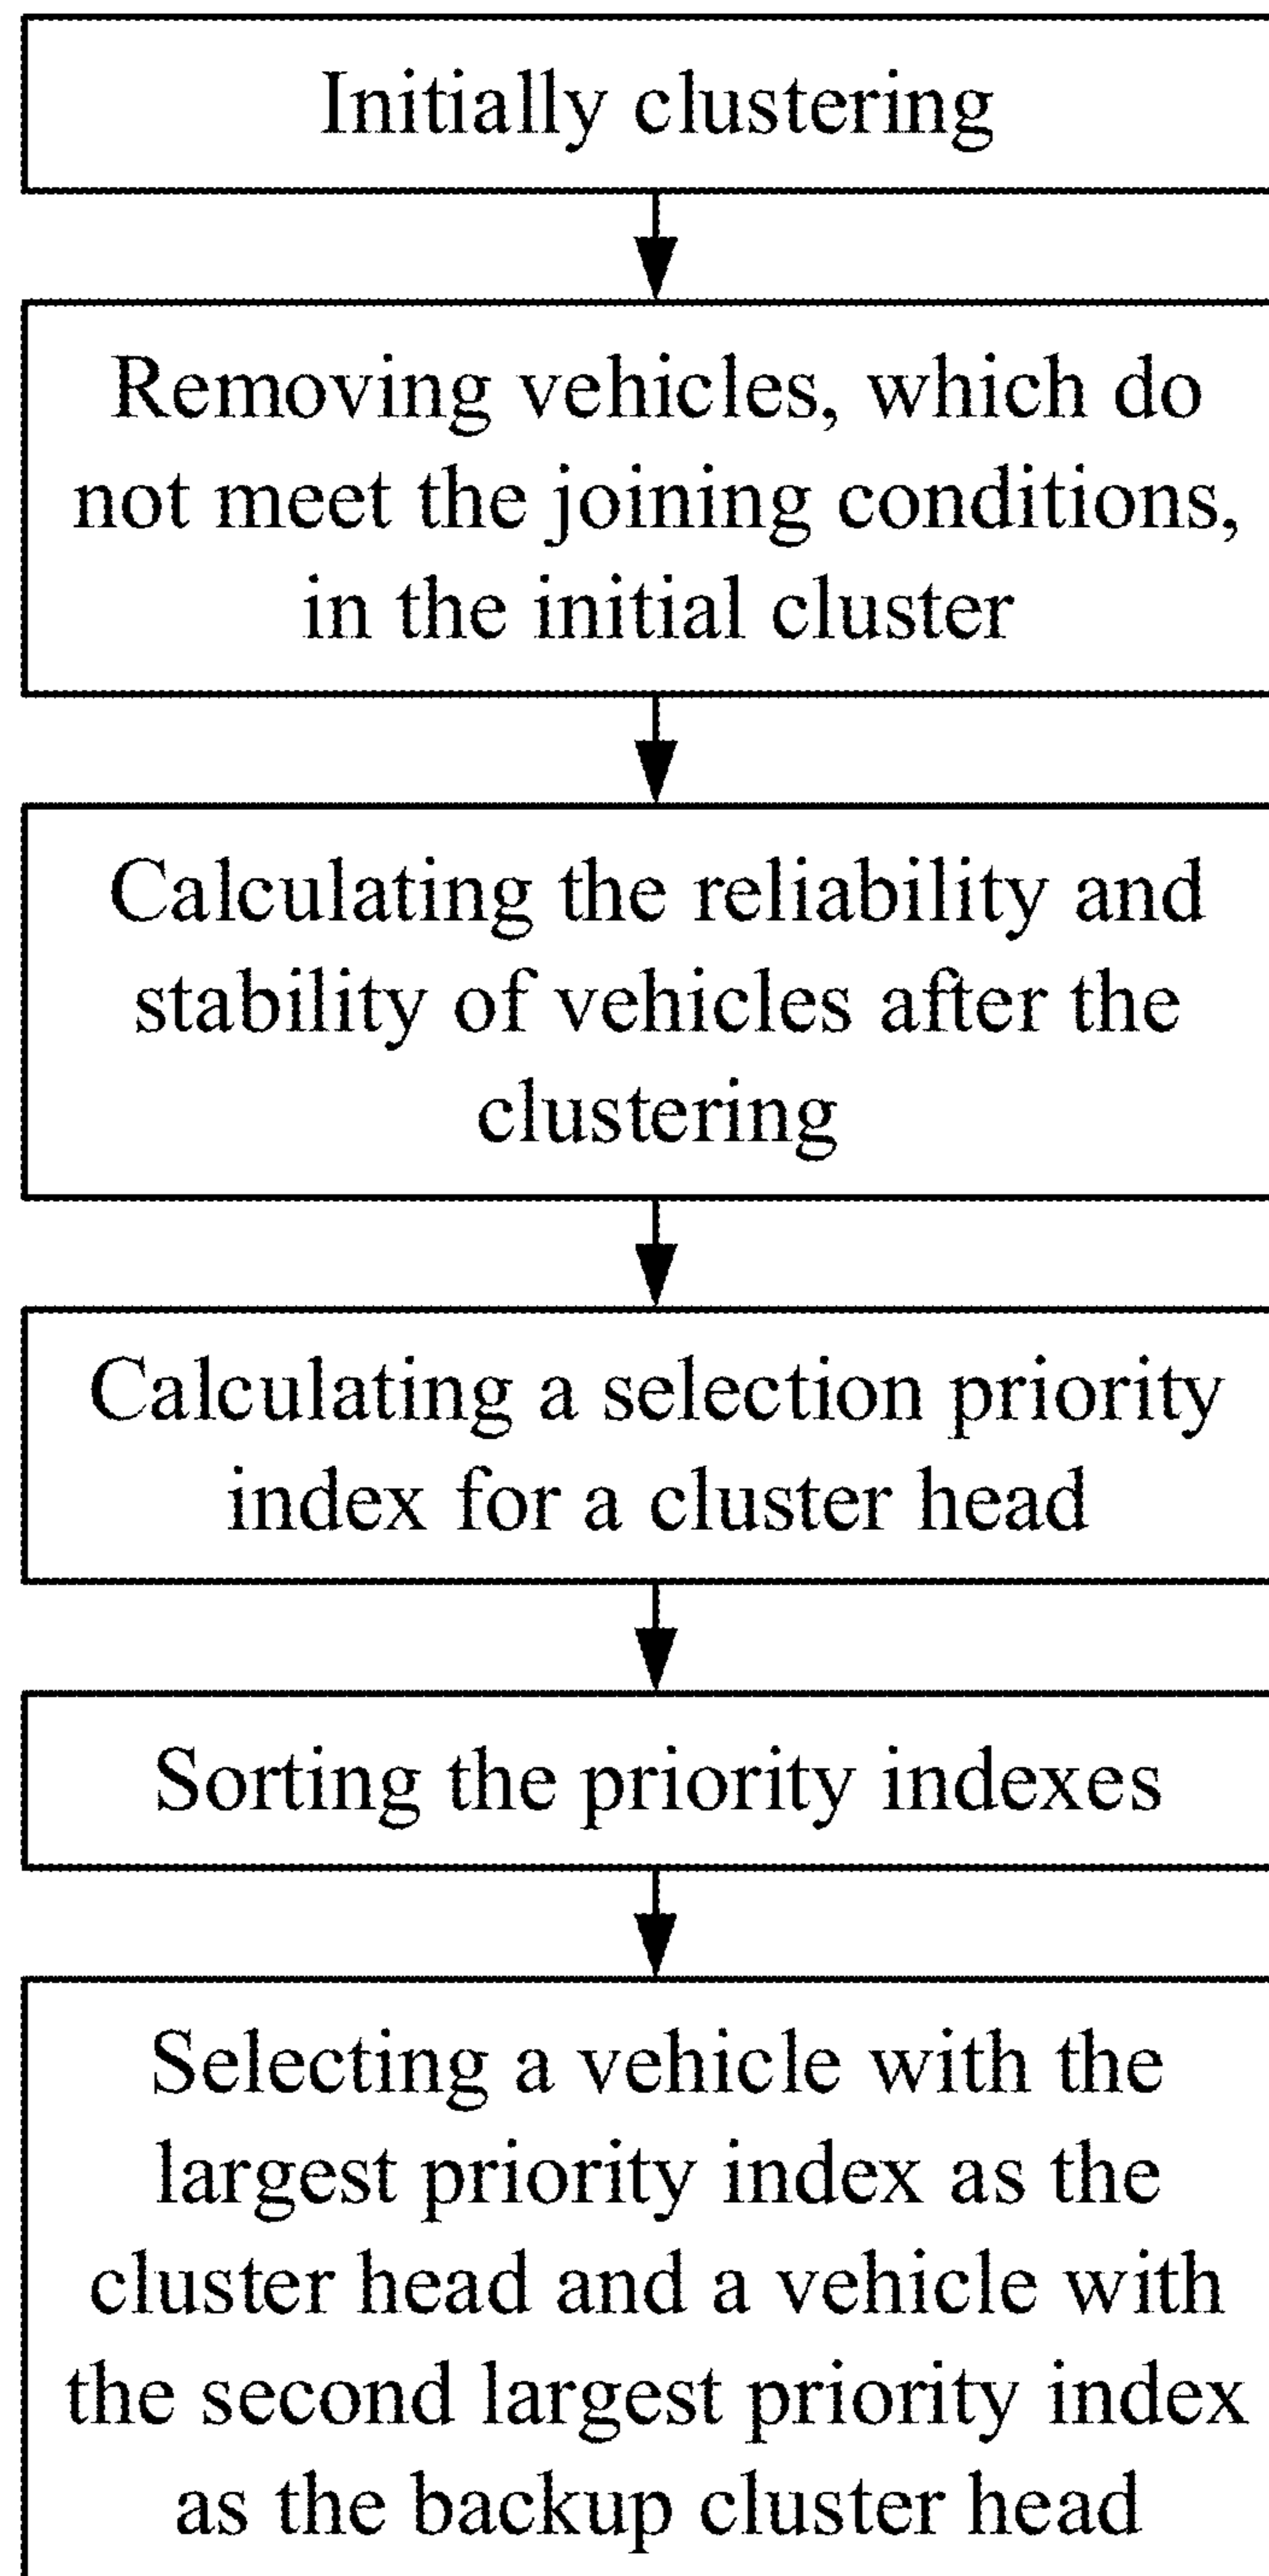 Initially clustering
Removing vehicles, which do
not meet the joining conditions,
in the initial cluster
Calculating the reliability and
stability of vehicles after the
clustering
Calculating a selection priority
index for a cluster head
Sorting the priority indexes
Selecting a vehicle with the
largest priority index as the
cluster head and a vehicle with
the second largest priority index
as the backup cluster head